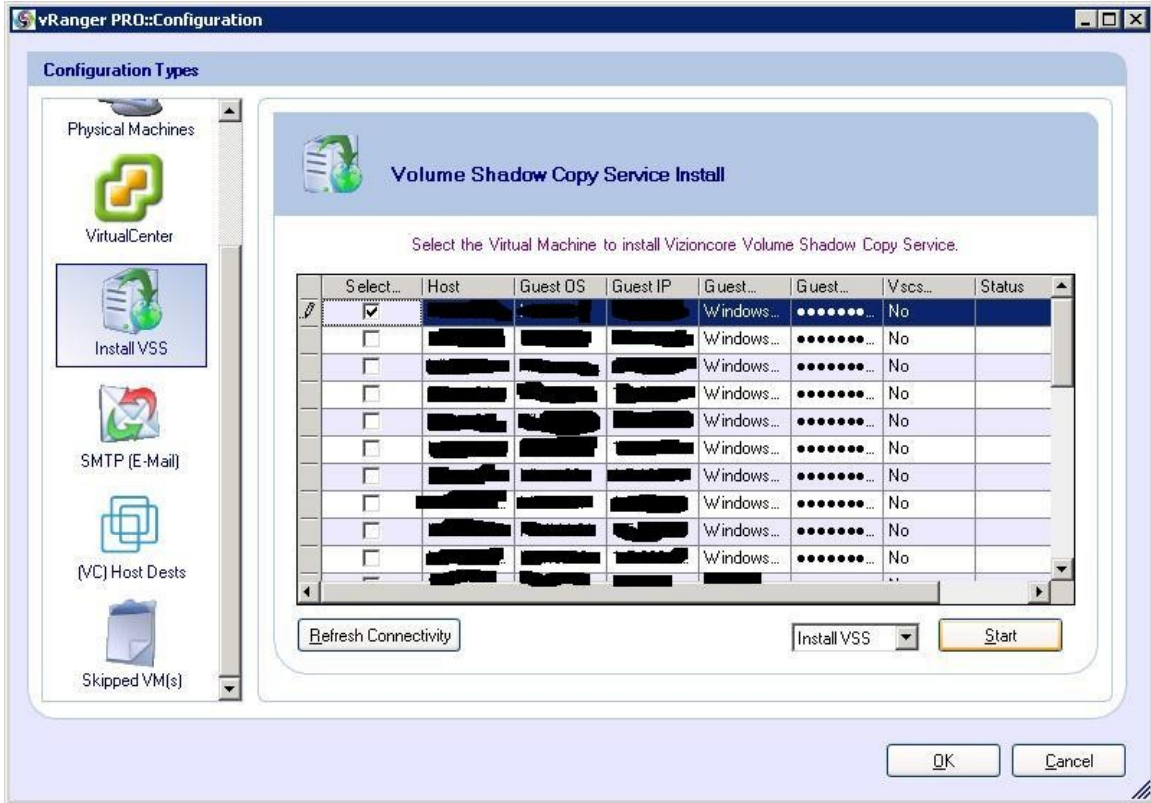 vRanger PRO::Configuration
Configuration Types
Physical Machines
VirtualCenter
Install VSS
SMTP (E-Mail)
(VC) Host Dests
Skipped VM(s)
Volume Shadow Copy Service Install
Select the Virtual Machine to install Vizioncore Volume Shadow Copy Service.
Select... Host Guest OS Guest IP Guest... Guest... Vscs... Status
Windows... ●●●●●●●... No
Windows... ●●●●●●●... No
Windows... ●●●●●●●... No
Windows... ●●●●●●●... No
Windows... ●●●●●●●... No
Windows... ●●●●●●●... No
Windows... ●●●●●●●... No
Windows... ●●●●●●●... No
Windows... ●●●●●●●... No
Windows... ●●●●●●●... No
Refresh Connectivity Install VSS Start
OK Cancel